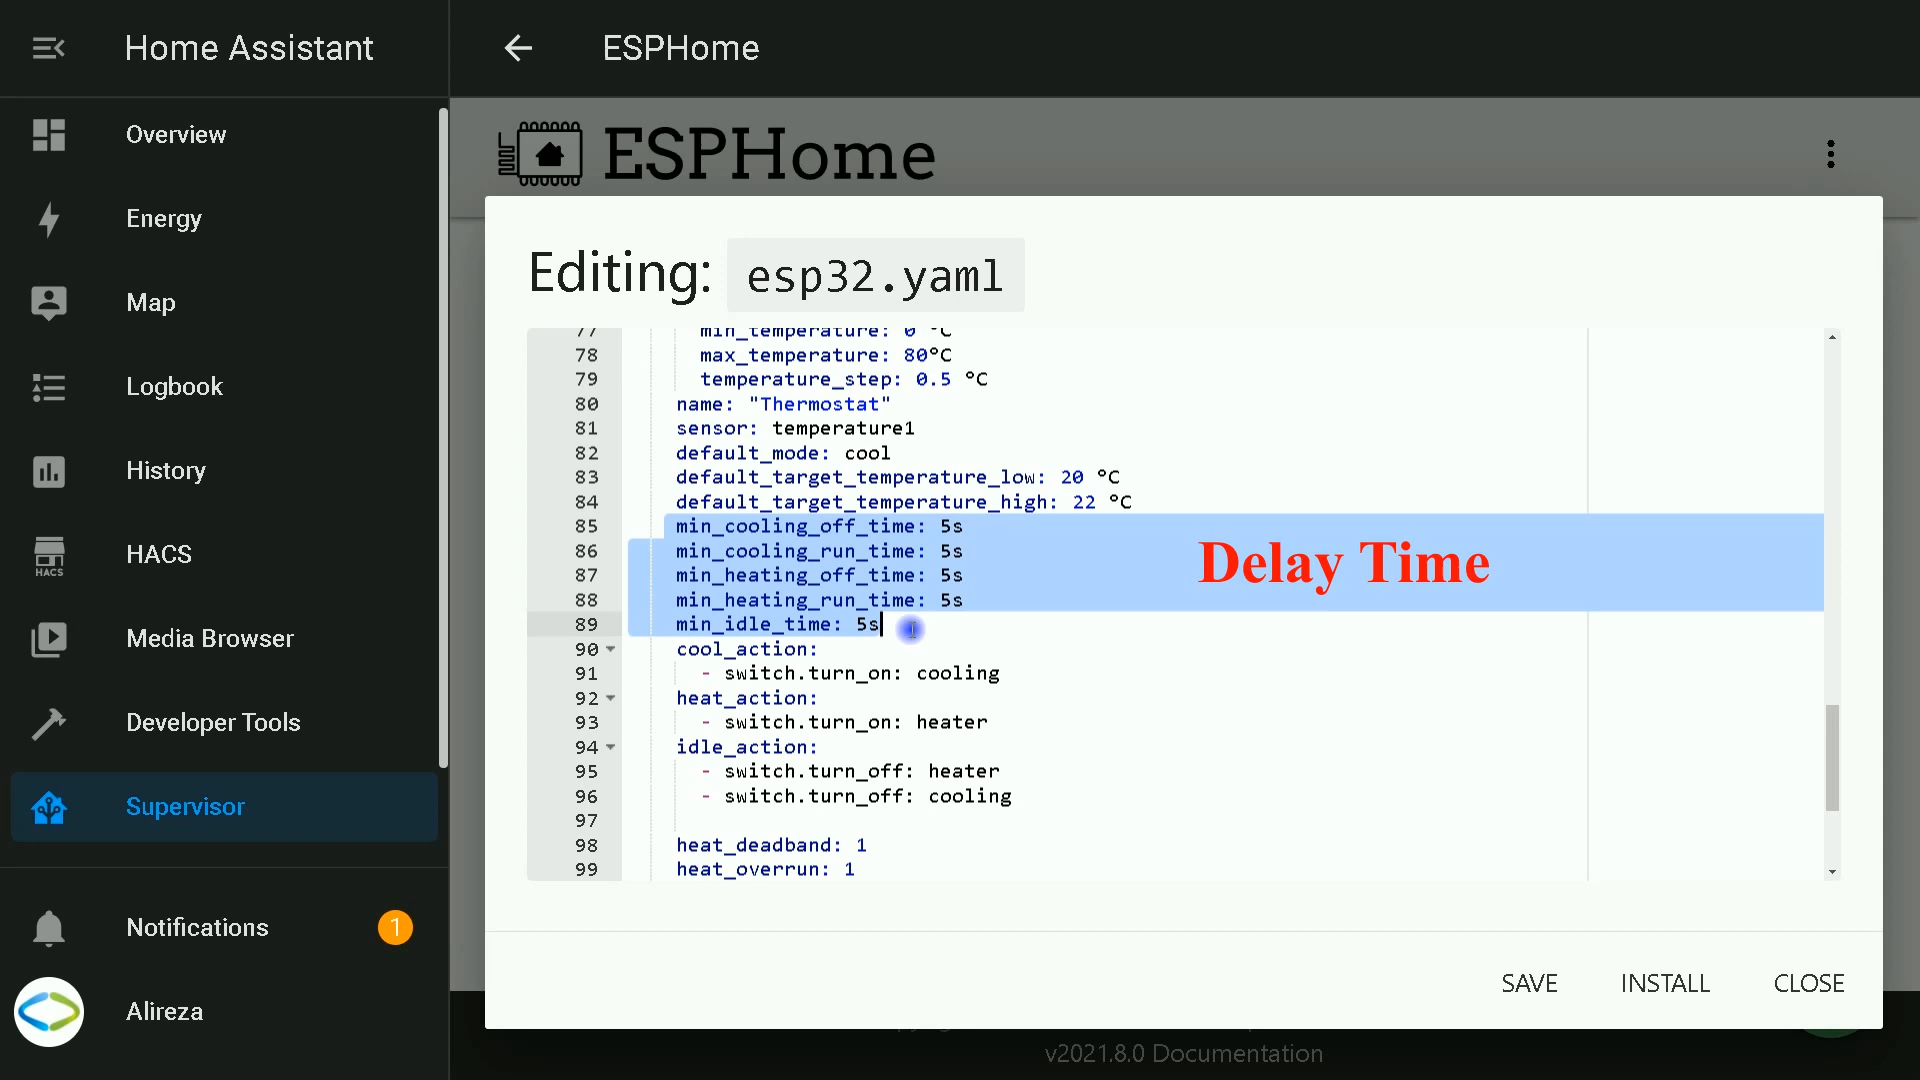 Home Assistant
ESPHome
Overview
Energy
Map
Logbook
History
HACS
HACS
Media Browser
Developer Tools
Supervisor
Notifications
1
Alireza
ESPHome
Editing: esp32.yaml
77 min_temperature: 0 °C
78 max_temperature: 80°C
79 temperature_step: 0.5 °C
80 name: "Thermostat"
81 sensor: temperature1
82 default_mode: cool
83 default_target_temperature_low: 20 °C
84 default_target_temperature_high: 22 °C
85 min_cooling_off_time: 5s
86 min_cooling_run_time: 5s
87 min_heating_off_time: 5s
88 min_heating_run_time: 5s
89 min_idle_time: 5s
Delay Time
90 cool_action:
91 - switch.turn_on: cooling
92 heat_action:
93 - switch.turn_on: heater
94 idle_action:
95 - switch.turn_off: heater
96 - switch.turn_off: cooling
97
98 heat_deadband: 1
99 heat_overrun: 1
SAVE
INSTALL
CLOSE
v2021.8.0 Documentation